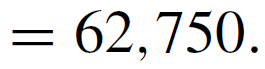 = 62,750.